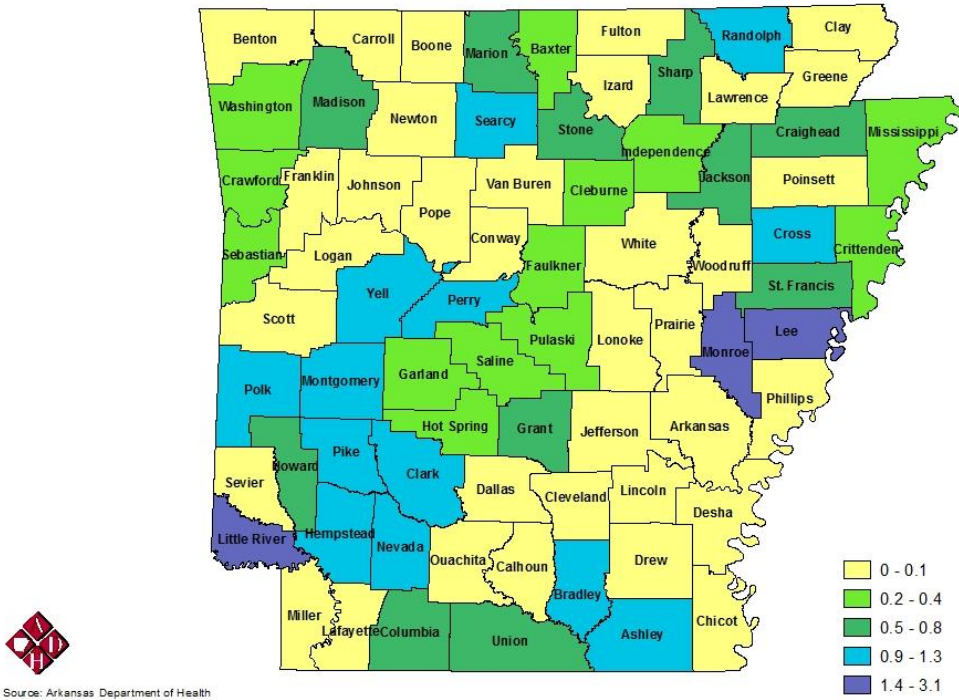 Benton
Carroll
Boone
Marion
Baxter
Fulton
Sharp
Randolph
Clay
Greene
Izard
Lawrence
Washington
Madison
Newton
Searcy
Stone
Independence
Jackson
Craighead
Mississippi
Crawford
Franklin
Johnson
Pope
Van Buren
Cleburne
Poinsett
Sebastian
Logan
Conway
Faulkner
White
Woodruff
Cross
Crittenden
St. Francis
Scott
Yell
Perry
Pulaski
Lonoke
Prairie
Monroe
Lee
Polk
Montgomery
Garland
Saline
Phillips
Hot Spring
Grant
Jefferson
Arkansas
Sevier
Howard
Pike
Clark
Dallas
Cleveland
Lincoln
Desha
Little River
Hempstead
Nevada
Ouachita
Calhoun
Bradley
Drew
Chicot
Miller
Lafayette
Columbia
Union
Ashley
0 - 0.1
0.2 - 0.4
0.5 - 0.8
0.9 - 1.3
1.4 - 3.1
A
D
H
Source: Arkansas Department of Health